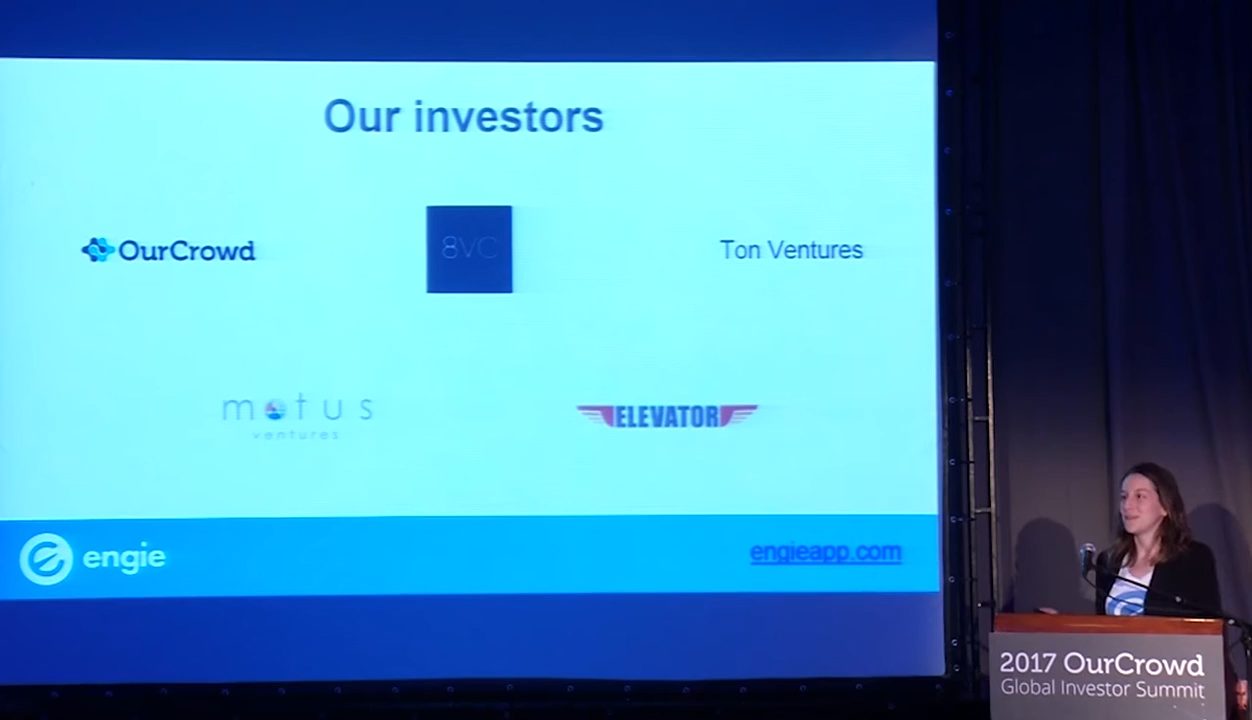 Our investors
OurCrowd
8VC
Ton Ventures
motus
ventures
ELEVATOR
engie
engieapp.com
2017 OurCrowd
Global Investor Summit